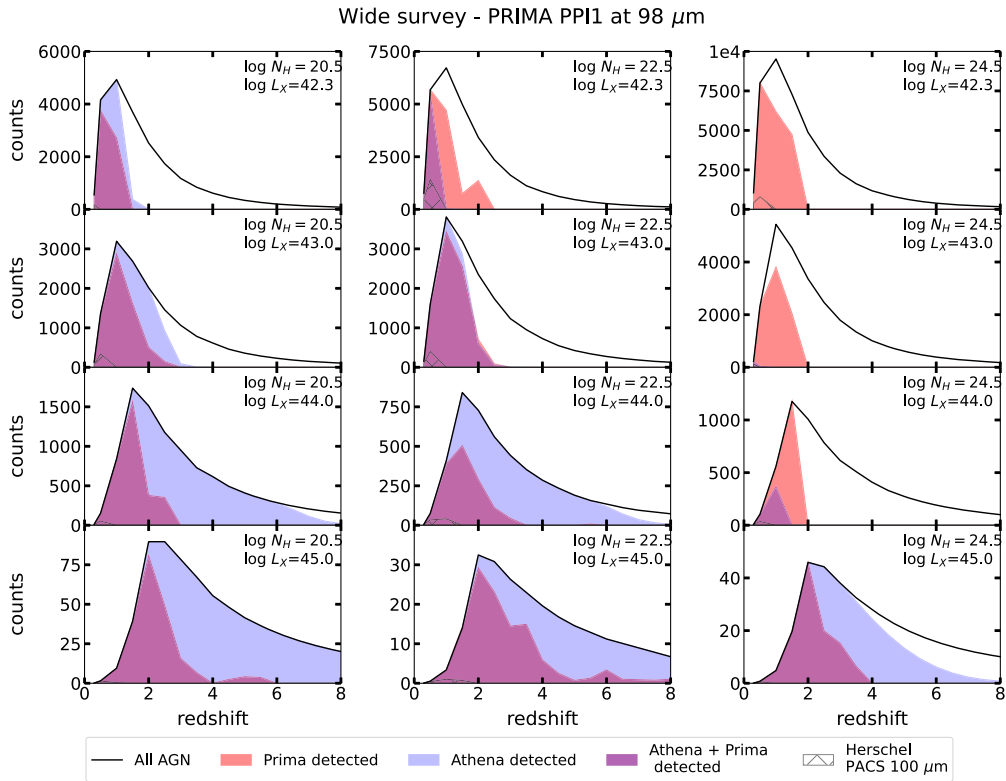 Wide survey - PRIMA PPI1 at 98 μm
6000
4000
2000
0
counts
log N_H = 20.5
log L_X=42.3
7500
5000
2500
0
log N_H = 22.5
log L_X=42.3
1e4
7500
5000
2500
0
log N_H = 24.5
log L_X=42.3
3000
2000
1000
0
counts
log N_H = 20.5
log L_X=43.0
3000
2000
1000
0
log N_H = 22.5
log L_X=43.0
4000
2000
0
log N_H = 24.5
log L_X=43.0
1500
1000
500
0
counts
log N_H = 20.5
log L_X=44.0
750
500
250
0
log N_H = 22.5
log L_X=44.0
1000
500
0
log N_H = 24.5
log L_X=44.0
75
50
25
0
counts
log N_H = 20.5
log L_X=45.0
30
20
10
0
log N_H = 22.5
log L_X=45.0
40
20
0
log N_H = 24.5
log L_X=45.0
0 2 4 6 8
redshift
0 2 4 6 8
redshift
0 2 4 6 8
redshift
All AGN
Prima detected
Athena detected
Athena + Prima
detected
Herschel
PACS 100 μm